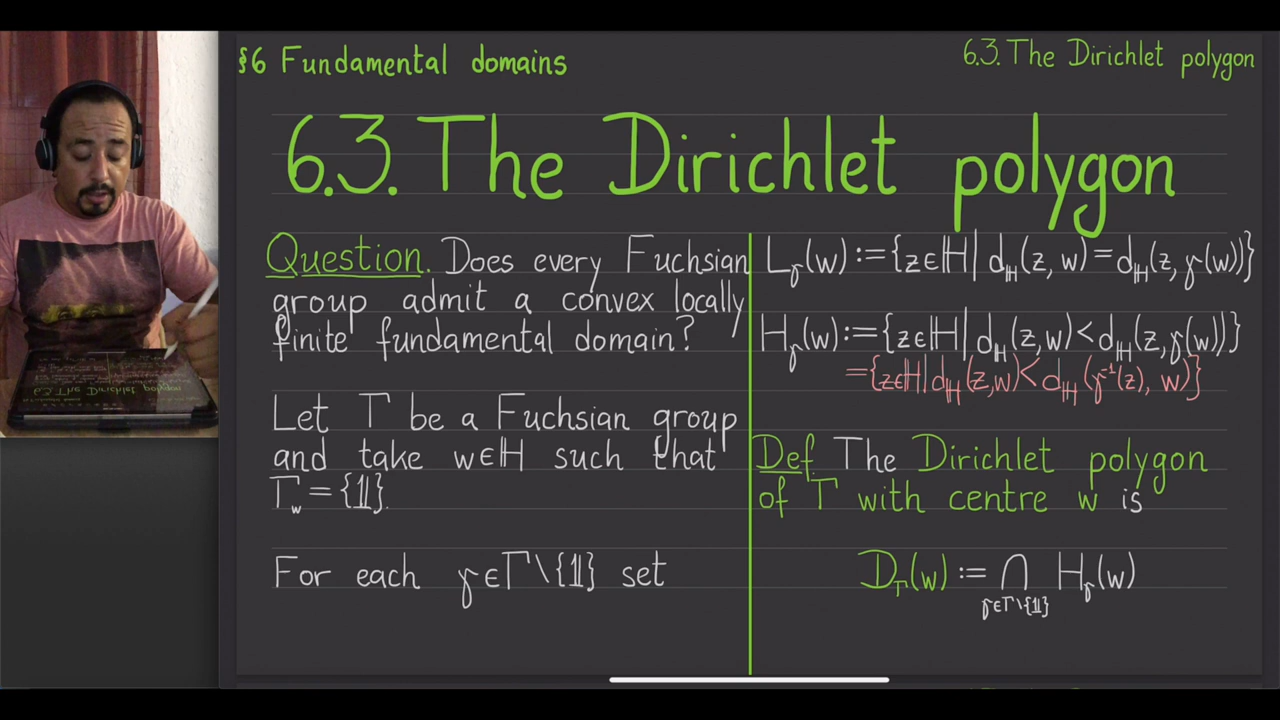 §6 Fundamental domains
6.3. The Dirichlet polygon
6.3. The Dirichlet polygon
Question. Does every Fuchsian
group admit a convex locally
finite fundamental domain?
Let Γ be a Fuchsian group
and take w∈ℍ such that
Γ_w = {𝟙}.
For each γ∈Γ\{𝟙} set
L_γ(w) := {z∈ℍ | d_ℍ(z, w) = d_ℍ(z, γ(w))}
H_γ(w) := {z∈ℍ | d_ℍ(z, w) < d_ℍ(z, γ(w))}
= {z∈ℍ | d_ℍ(z, w) < d_ℍ(γ⁻¹(z), w)}
Def. The Dirichlet polygon
of Γ with centre w is
D_Γ(w) := ⋂ H_γ(w)
γ∈Γ\{𝟙}